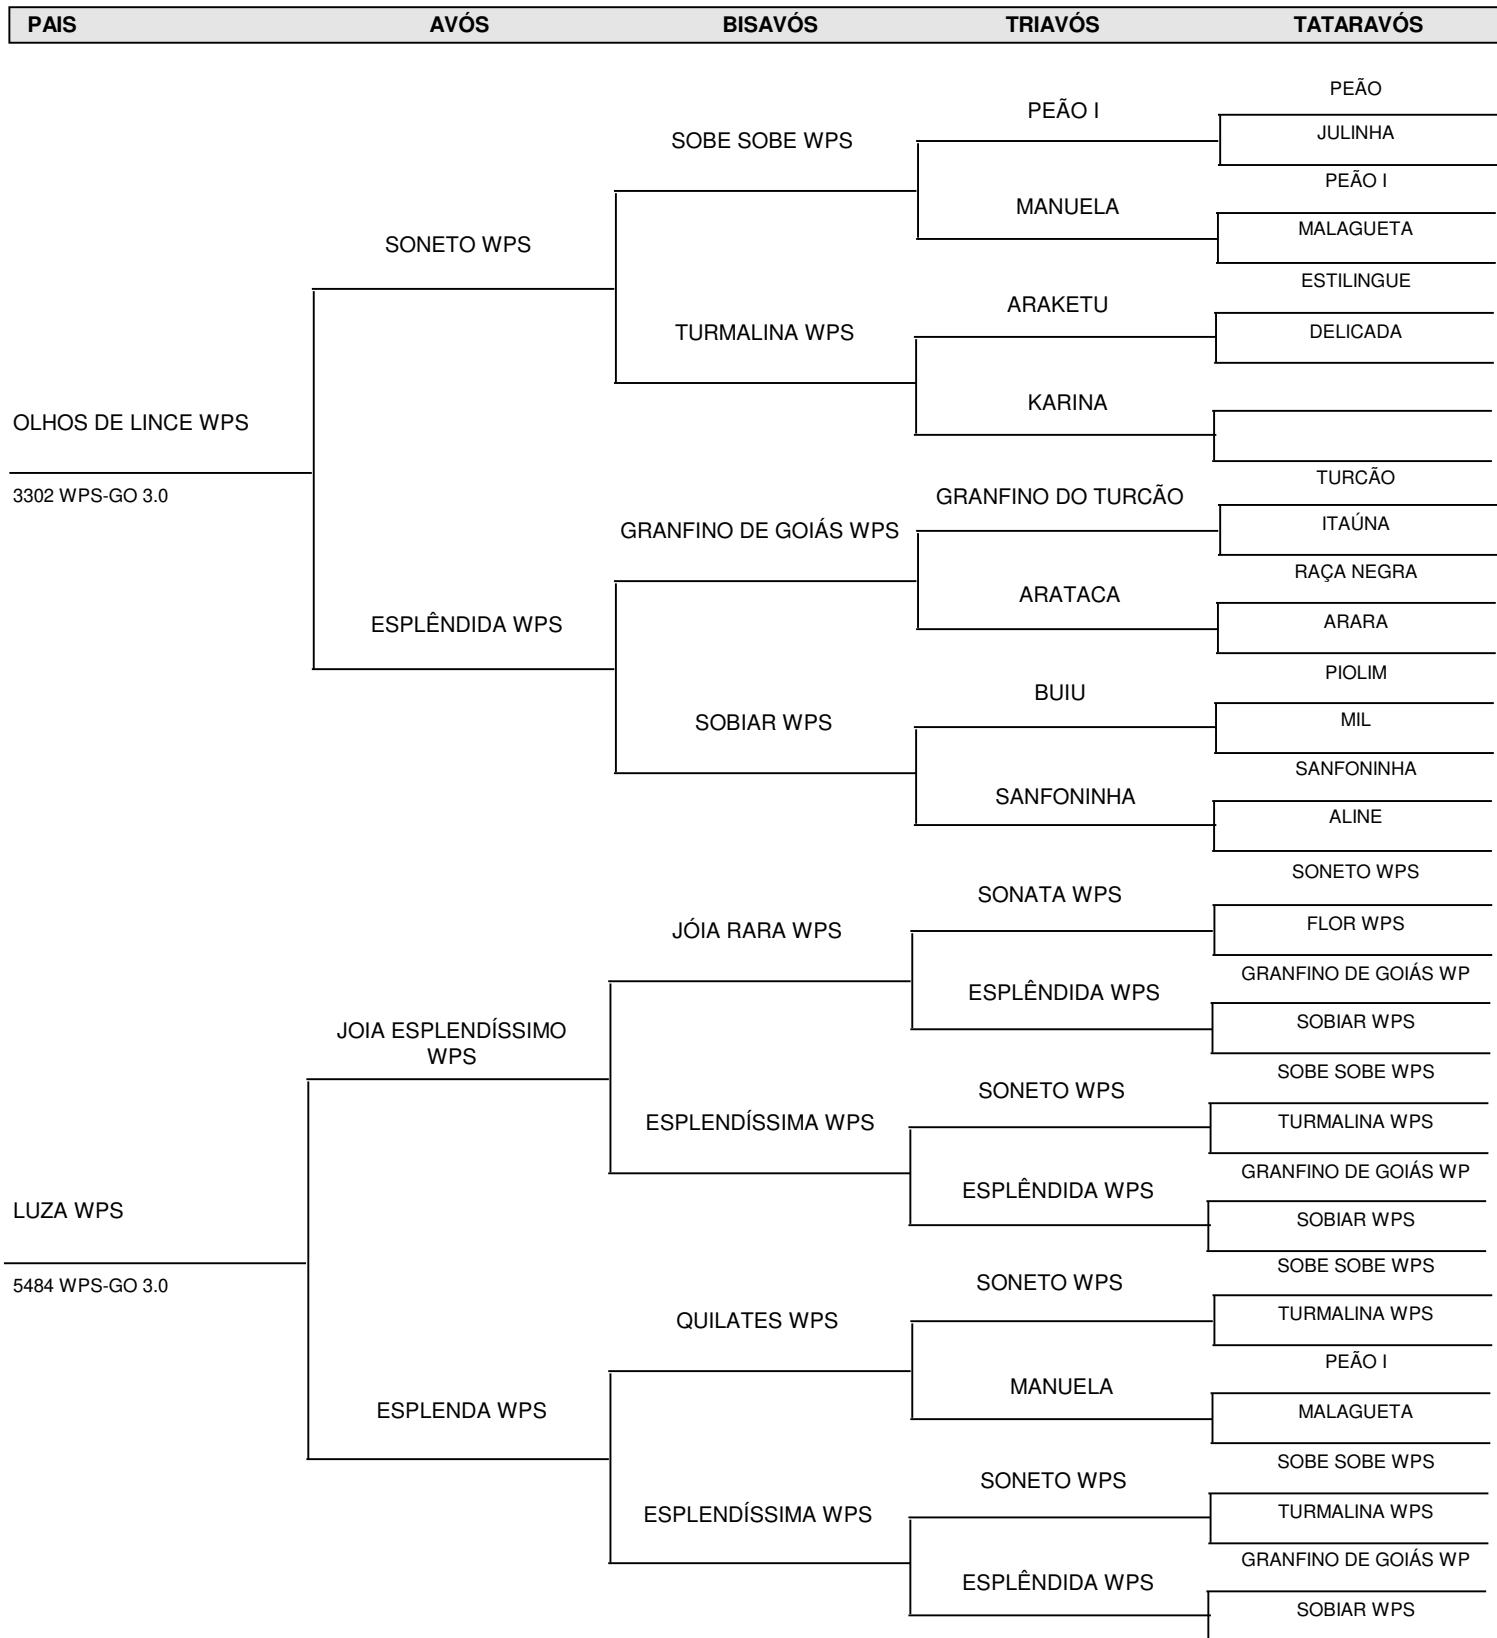 PAIS AVÓS BISAVÓS TRIAVÓS TATARAVÓS
PEÃO
PEÃO I
JULINHA
SOBE SOBE WPS
PEÃO I
MANUELA
MALAGUETA
SONETO WPS
ESTILINGUE
ARAKETU
TURMALINA WPS
DELICADA
KARINA
OLHOS DE LINCE WPS
TURCÃO
3302 WPS-GO 3.0
GRANFINO DO TURCÃO
ITAÚNA
GRANFINO DE GOIÁS WPS
RAÇA NEGRA
ARATACA
ARARA
ESPLÊNDIDA WPS
PIOLIM
BUIU
MIL
SOBIAR WPS
SANFONINHA
SANFONINHA
ALINE
SONETO WPS
SONATA WPS
FLOR WPS
JÓIA RARA WPS
GRANFINO DE GOIÁS WP
ESPLÊNDIDA WPS
SOBIAR WPS
JOIA ESPLENDÍSSIMO
WPS
SOBE SOBE WPS
SONETO WPS
TURMALINA WPS
ESPLENDÍSSIMA WPS
GRANFINO DE GOIÁS WP
ESPLÊNDIDA WPS
LUZA WPS
SOBIAR WPS
SOBE SOBE WPS
5484 WPS-GO 3.0
SONETO WPS
TURMALINA WPS
QUILATES WPS
PEÃO I
MANUELA
ESPLENDA WPS
MALAGUETA
SOBE SOBE WPS
SONETO WPS
TURMALINA WPS
ESPLENDÍSSIMA WPS
GRANFINO DE GOIÁS WP
ESPLÊNDIDA WPS
SOBIAR WPS